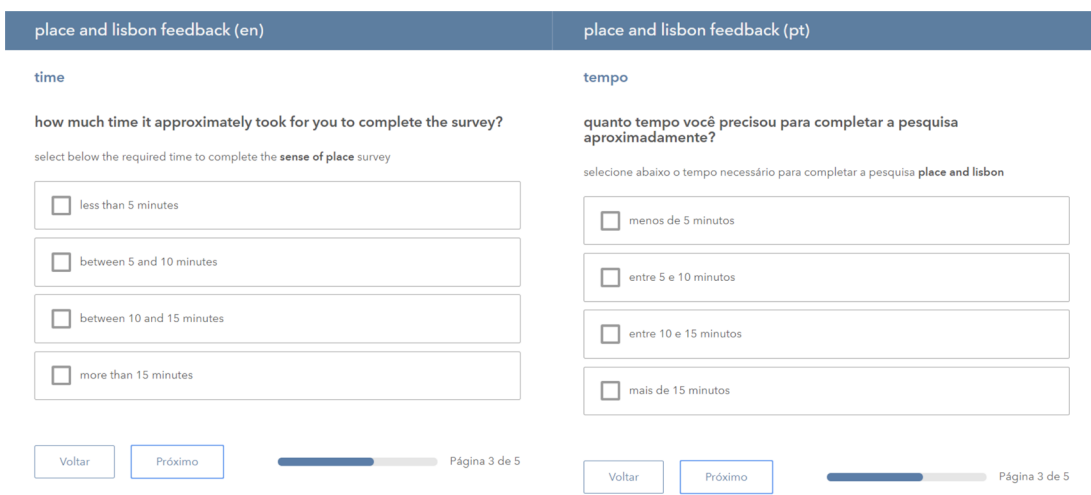 place and lisbon feedback (en)
time
how much time it approximately took for you to complete the survey?
select below the required time to complete the sense of place survey
less than 5 minutes
between 5 and 10 minutes
between 10 and 15 minutes
more than 15 minutes
Voltar
Próximo
Página 3 de 5
place and lisbon feedback (pt)
tempo
quanto tempo você precisou para completar a pesquisa
aproximadamente?
selecione abaixo o tempo necessário para completar a pesquisa place and lisbon
menos de 5 minutos
entre 5 e 10 minutos
entre 10 e 15 minutos
mais de 15 minutos
Voltar
Próximo
Página 3 de 5